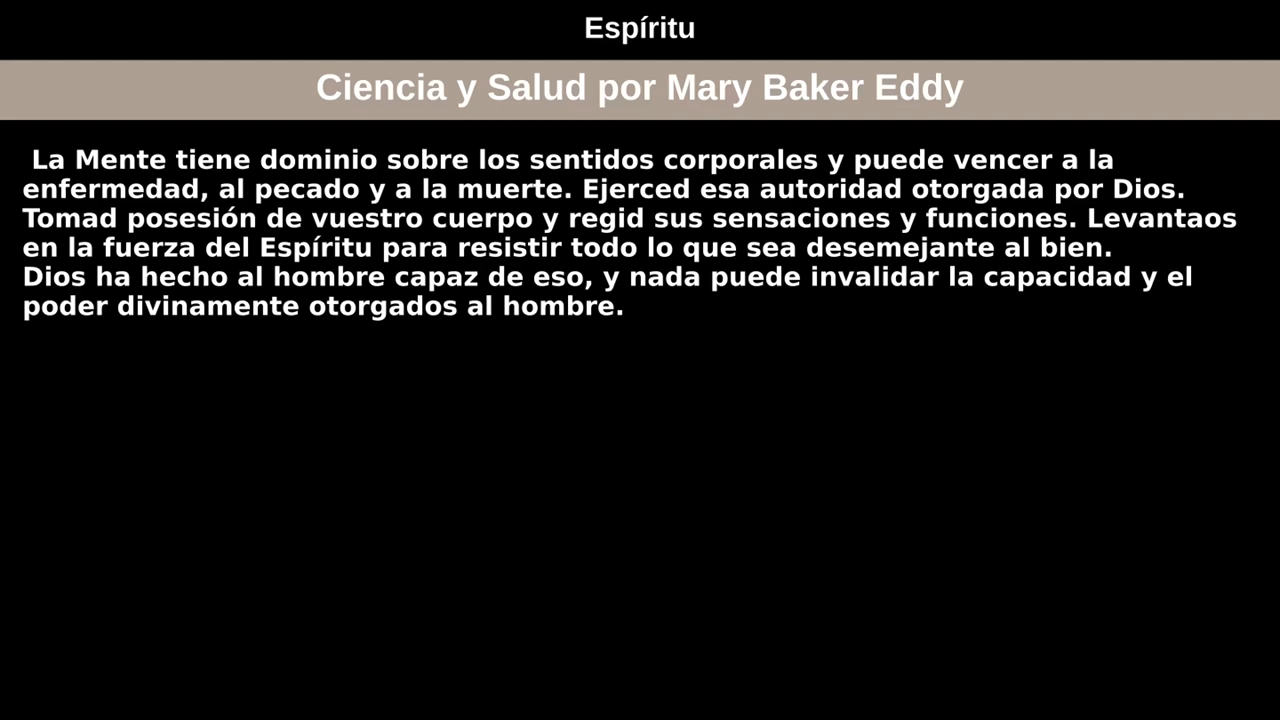 Espíritu
Ciencia y Salud por Mary Baker Eddy
La Mente tiene dominio sobre los sentidos corporales y puede vencer a la
enfermedad, al pecado y a la muerte. Ejerced esa autoridad otorgada por Dios.
Tomad posesión de vuestro cuerpo y regid sus sensaciones y funciones. Levantaos
en la fuerza del Espíritu para resistir todo lo que sea desemejante al bien.
Dios ha hecho al hombre capaz de eso, y nada puede invalidar la capacidad y el
poder divinamente otorgados al hombre.